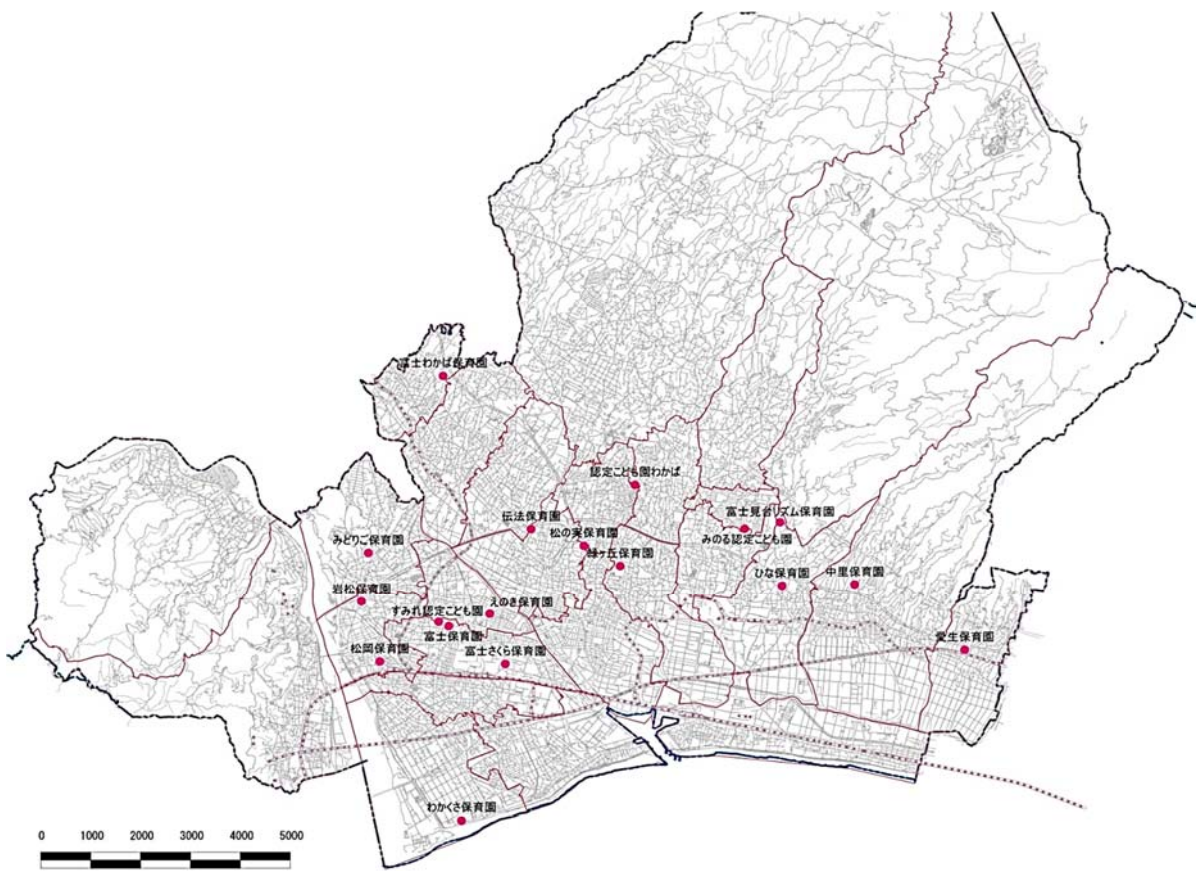 富士わかば保育園
認定こども園わかば
富士見台リズム保育園
伝法保育園
松の実保育園
みのる認定こども園
みどりご保育園
緑ヶ丘保育園
ひな保育園
中里保育園
岩松保育園
すみれ認定こども園
えのき保育園
富士保育園
松岡保育園
富士さくら保育園
愛生保育園
わかくさ保育園
0 1000 2000 3000 4000 5000